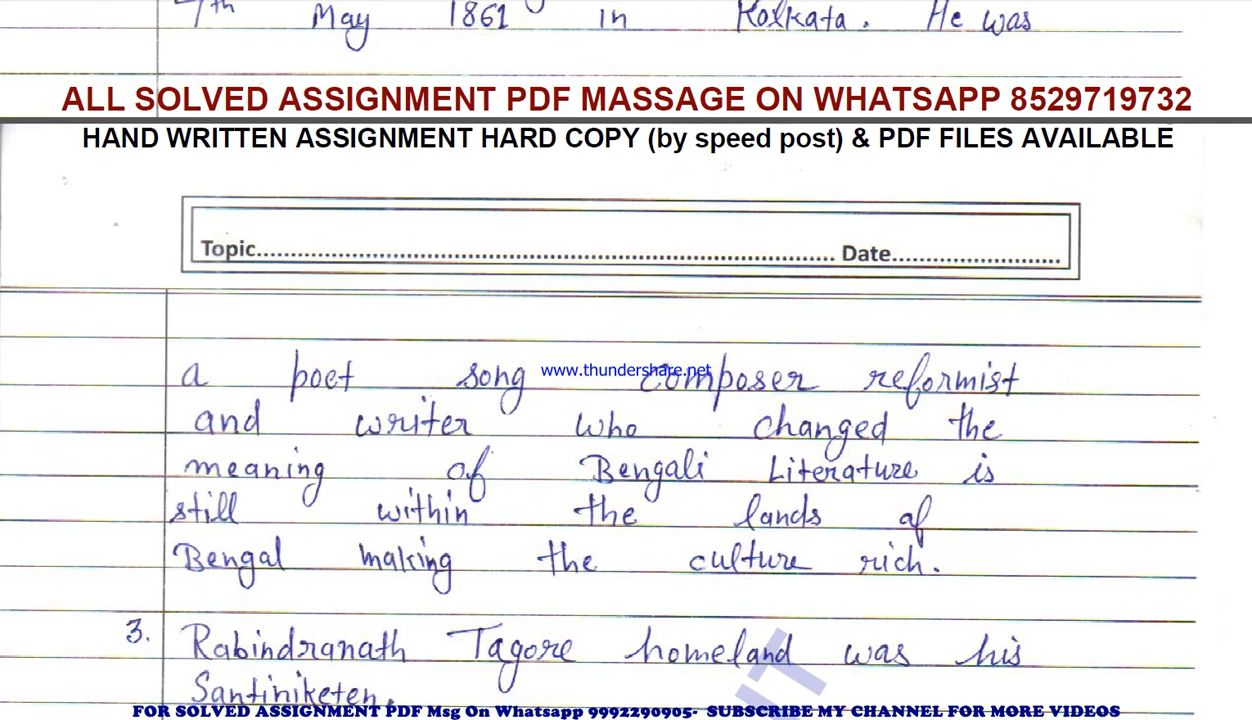 7th May 1861 in Kolkata. He was
ALL SOLVED ASSIGNMENT PDF MASSAGE ON WHATSAPP 8529719732
HAND WRITTEN ASSIGNMENT HARD COPY (by speed post) & PDF FILES AVAILABLE
Topic.................................................................................... Date........................
www.thundershare.net
a poet song composer reformist
and writer who changed the
meaning of Bengali Literature is
still within the lands of
Bengal making the culture rich.
3. Rabindranath Tagore homeland was his
Santiniketen.
NT
FOR SOLVED ASSIGNMENT PDF Msg On Whatsapp 9992290905- SUBSCRIBE MY CHANNEL FOR MORE VIDEOS